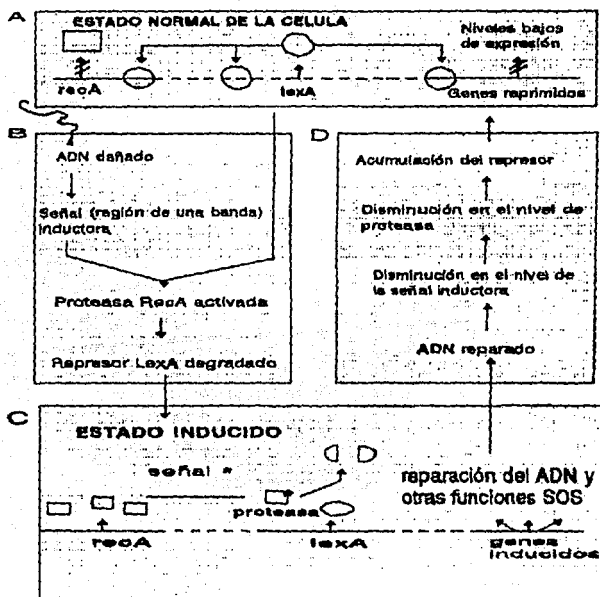 A
ESTADO NORMAL DE LA CELULA
Niveles bajos
de expresión
recA
lexA
Genes reprimidos
B
ADN dañado
Señal (región de una banda)
inductora
Proteasa RecA activada
Represor LexA degradado
D
Acumulación del represor
Disminución en el nivel de
proteasa
Disminución en el nivel de
la señal inductora
ADN reparado
C
ESTADO INDUCIDO
señal *
proteasa
reparación del ADN y
otras funciones SOS
recA
lexA
genes
inducidos